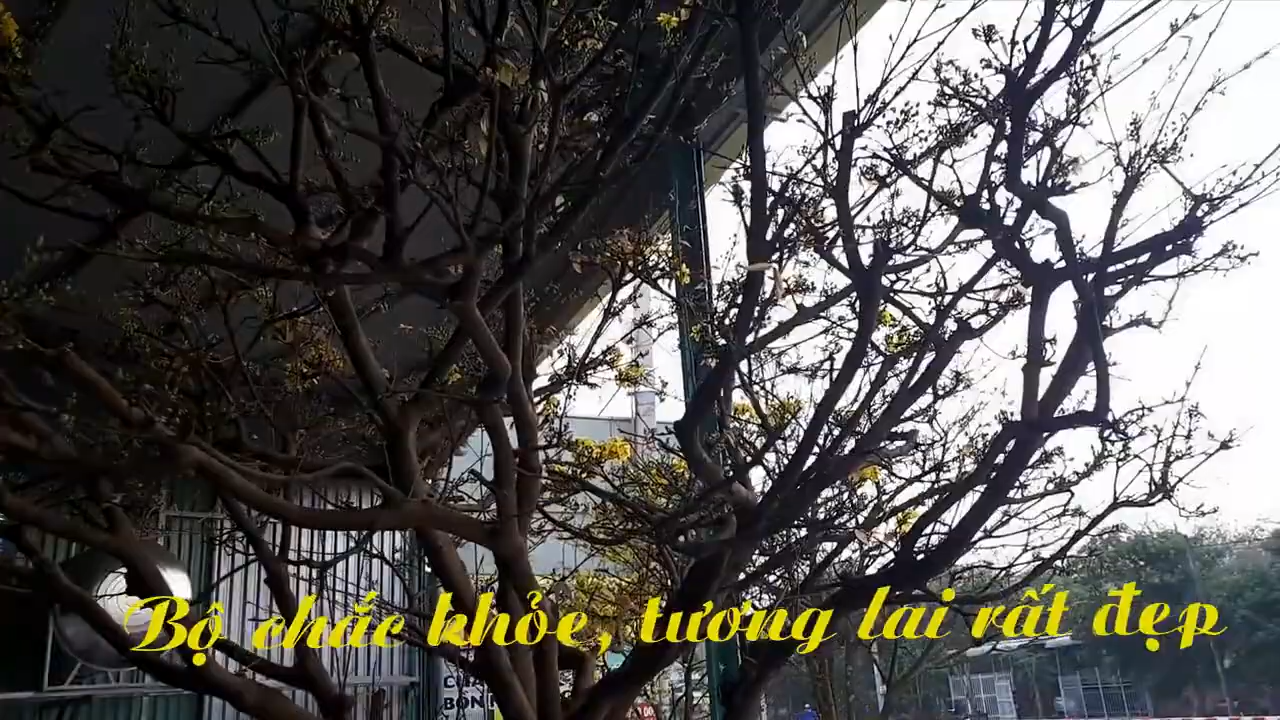 Bộ chắc khỏe, tương lai rất đẹp